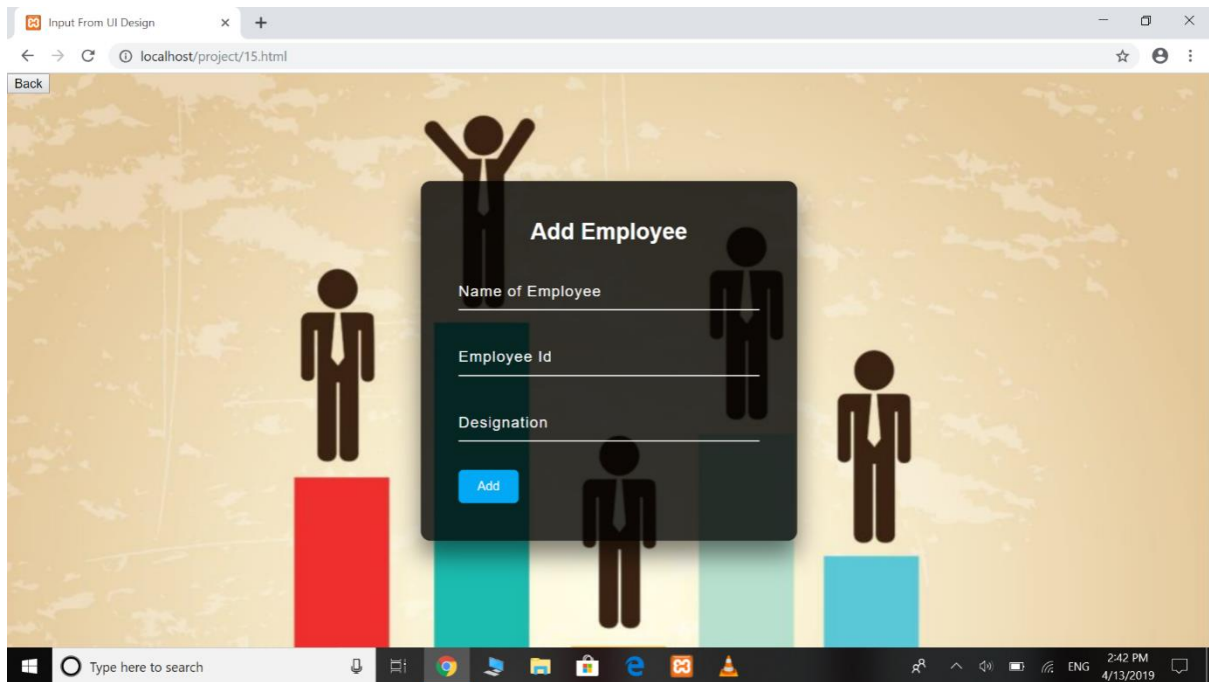 Input From UI Design
localhost/project/15.html
Back
Add Employee
Name of Employee
Employee Id
Designation
Add
Type here to search
ENG
2:42 PM
4/13/2019